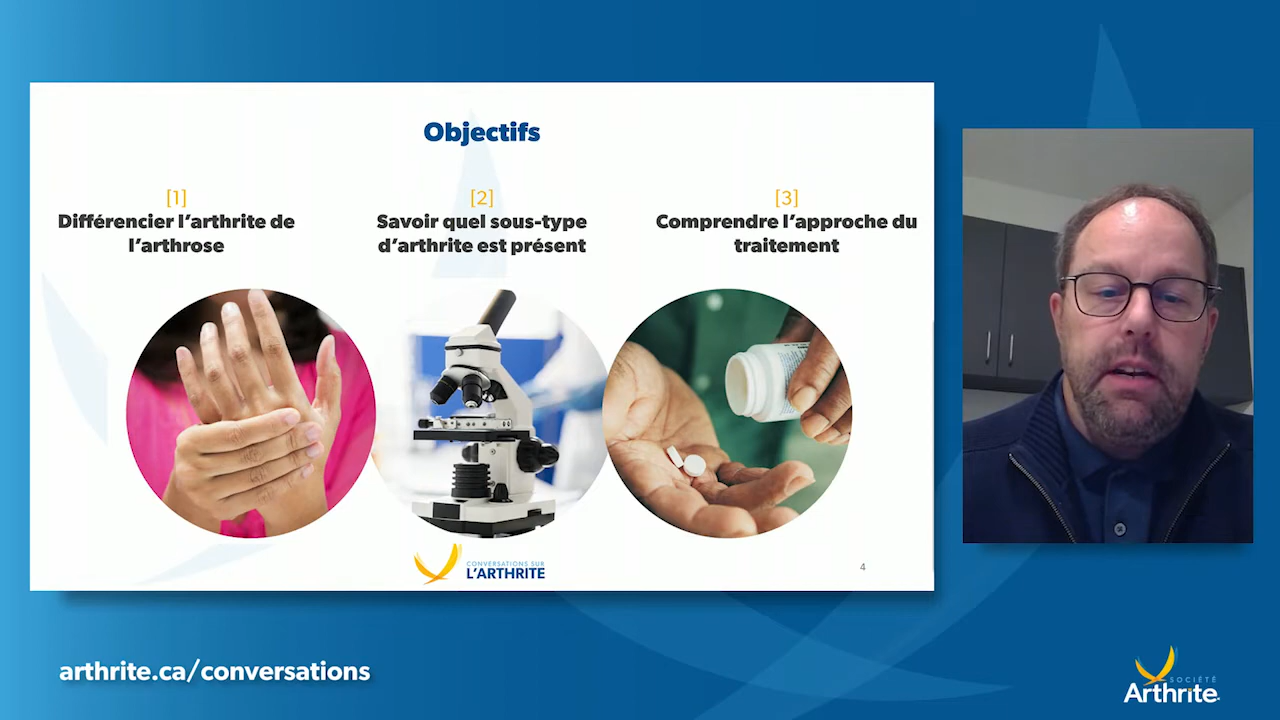 Objectifs
[1]
Différencier l’arthrite de
l’arthrose
[2]
Savoir quel sous-type
d’arthrite est présent
[3]
Comprendre l’approche du
traitement
CONVERSATIONS SUR
L’ARTHRITE
4
arthrite.ca/conversations
SOCIÉTÉ
Arthrite